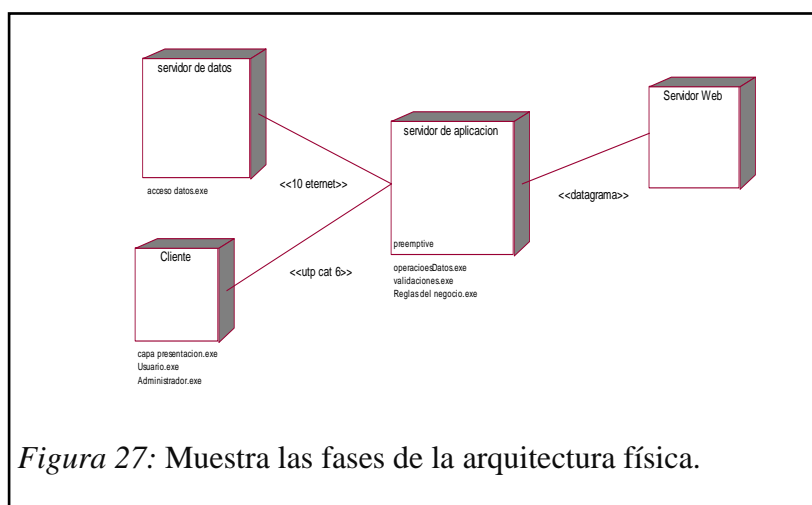 servidor de datos
acceso datos.exe
<<10 eternet>>
Cliente
<<utp cat 6>>
capa presentacion.exe
Usuario.exe
Administrador.exe
servidor de aplicacion
preemptive
operacioesDatos.exe
validaciones.exe
Reglas del negocio.exe
<<datagrama>>
Servidor Web
Figura 27: Muestra las fases de la arquitectura física.